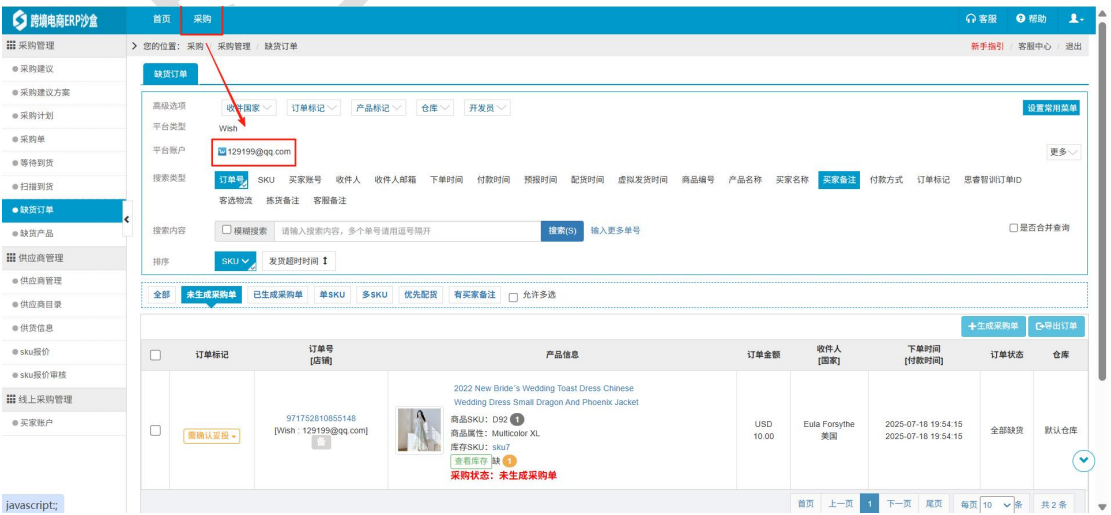 跨境电商ERP沙盒
首页 采购
客服 帮助
采购管理
您的位置： 采购 / 采购管理 / 缺货订单
新手指引 / 客服中心 / 退出
采购建议
采购建议方案
采购计划
采购单
等待到货
扫描到货
缺货订单
缺货产品
供应商管理
供应商管理
供应商目录
供货信息
sku报价
sku报价审核
线上采购管理
买家账户
缺货订单
高级选项 收件国家 订单标记 产品标记 仓库 开发员 设置常用菜单
平台类型 Wish
平台账户 129199@qq.com 更多
搜索类型 订单号 SKU 买家账号 收件人 收件人邮箱 下单时间 付款时间 预报时间 配货时间 虚拟发货时间 商品编号 产品名称 买家名称 买家备注 付款方式 订单标记 思睿智训订单ID
客选物流 拣货备注 客服备注
搜索内容 模糊搜索 请输入搜索内容，多个单号请用逗号隔开 搜索(S) 输入更多单号 是否合并查询
排序 SKU 发货超时时间
全部 未生成采购单 已生成采购单 单SKU 多SKU 优先配货 有买家备注 允许多选
生成采购单 导出订单
订单标记 订单号 [店铺] 产品信息 订单金额 收件人 [国家] 下单时间 [付款时间] 订单状态 仓库
需确认妥投
971752810855148
[Wish : 129199@qq.com]
备
2022 New Bride`s Wedding Toast Dress Chinese
Wedding Dress Small Dragon And Phoenix Jacket
商品SKU: D92 1
商品属性: Multicolor XL
库存SKU: sku7
查看库存 缺 1
采购状态：未生成采购单
USD
10.00
Eula Forsythe
美国
2025-07-18 19:54:15
2025-07-18 19:54:15
全部缺货
默认仓库
首页 上一页 1 下一页 尾页 每页 10 条 共 2 条
javascript:;